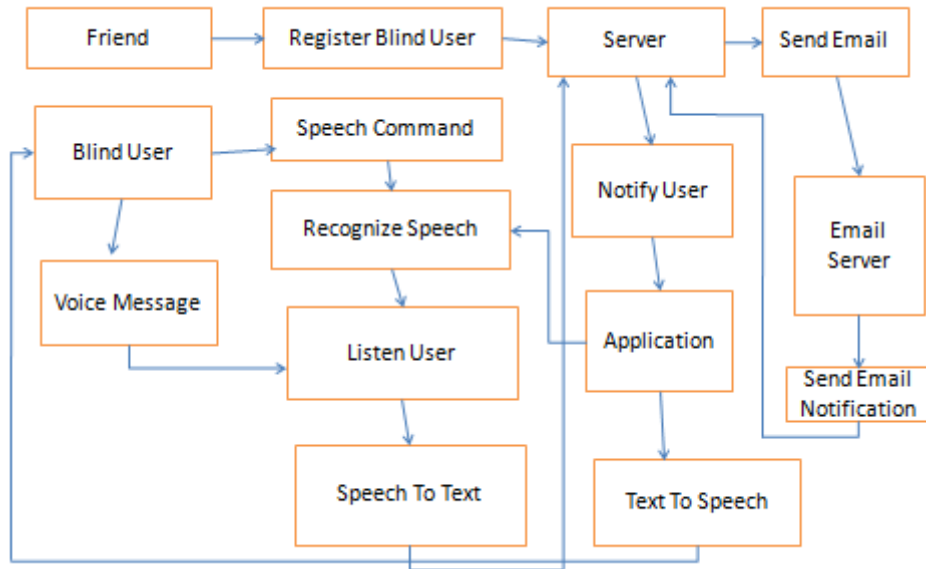 Friend
Register Blind User
Server
Send Email
Blind User
Speech Command
Notify User
Email
Server
Recognize Speech
Voice Message
Listen User
Application
Send Email
Notification
Speech To Text
Text To Speech